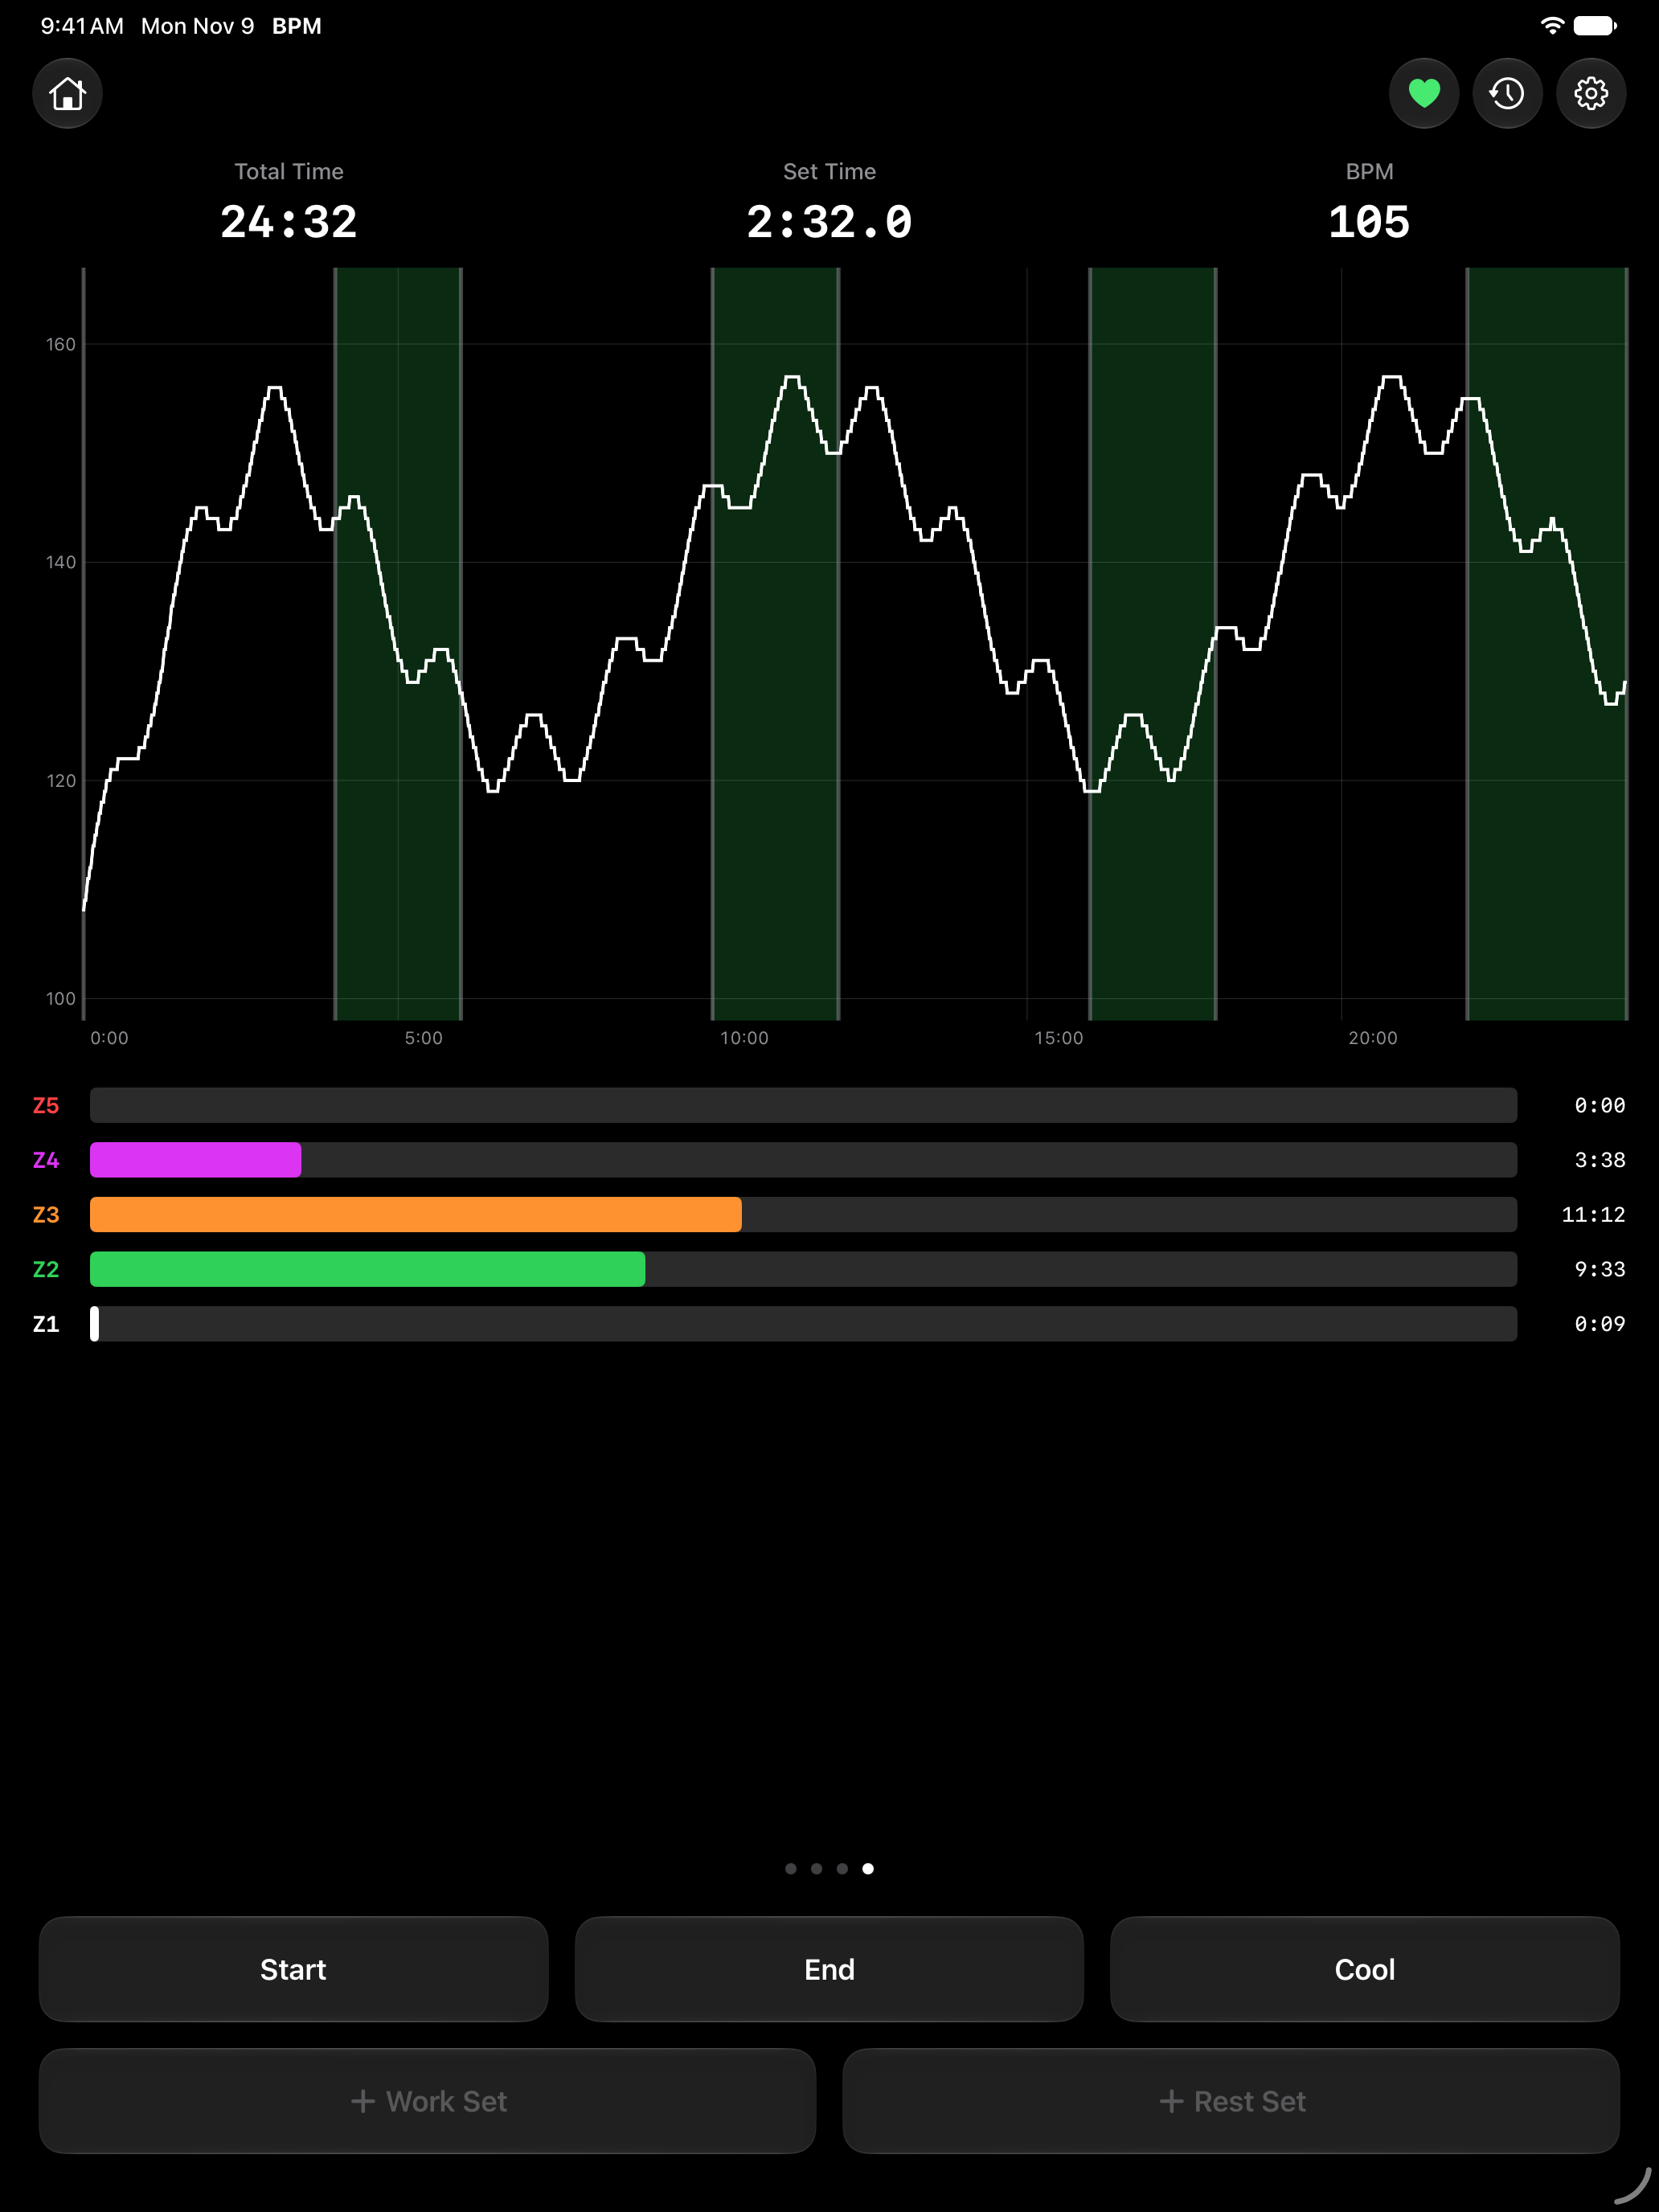 9:41 AM Mon Nov 9 BPM
Total Time Set Time BPM
24:32 2:32.0 105
160
140
120
100
0:00 5:00 10:00 15:00 20:00
Z5 0:00
Z4 3:38
Z3 11:12
Z2 9:33
Z1 0:09
Start End Cool
+ Work Set + Rest Set